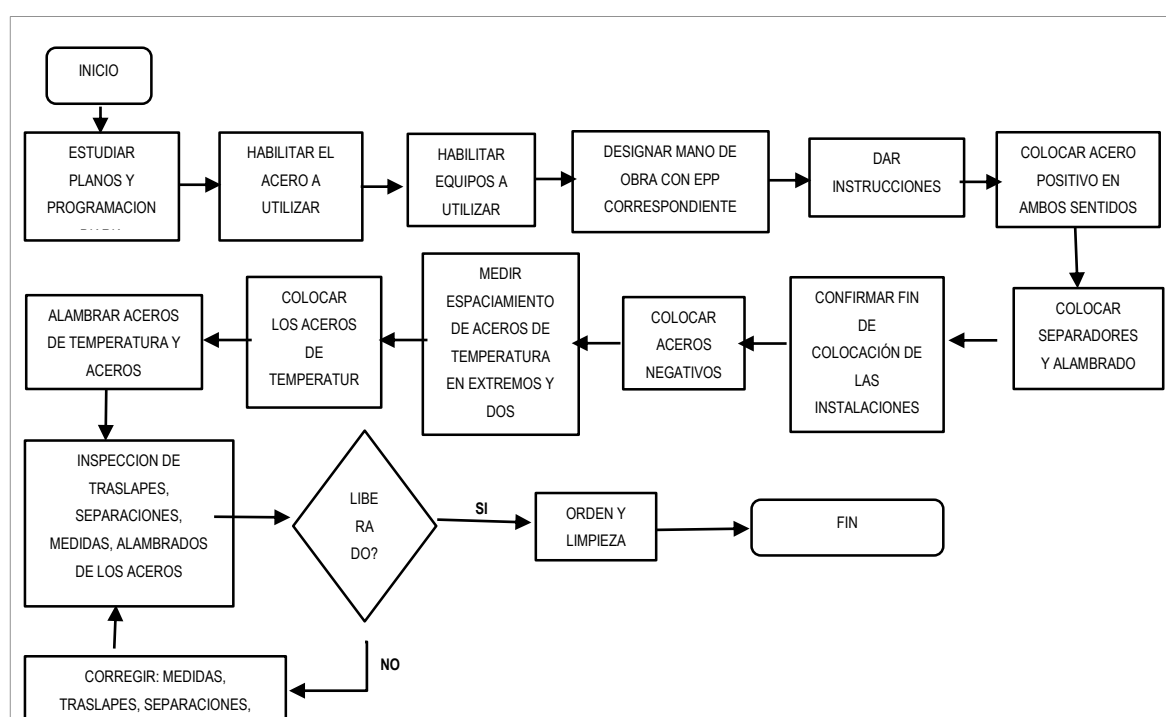 INICIO
ESTUDIAR
PLANOS Y
PROGRAMACION
HABILITAR EL
ACERO A
UTILIZAR
HABILITAR
EQUIPOS A
UTILIZAR
DESIGNAR MANO DE
OBRA CON EPP
CORRESPONDIENTE
DAR
INSTRUCCIONES
COLOCAR ACERO
POSITIVO EN
AMBOS SENTIDOS
COLOCAR
SEPARADORES
Y ALAMBRADO
CONFIRMAR FIN
DE
COLOCACIÓN DE
LAS
INSTALACIONES
COLOCAR
ACEROS
NEGATIVOS
MEDIR
ESPACIAMIENTO
DE ACEROS DE
TEMPERATURA
EN EXTREMOS Y
DOS
COLOCAR
LOS ACEROS
DE
TEMPERATUR
ALAMBRAR ACEROS
DE TEMPERATURA Y
ACEROS
INSPECCION DE
TRASLAPES,
SEPARACIONES,
MEDIDAS, ALAMBRADOS
DE LOS ACEROS
LIBE
RA
DO?
SI
ORDEN Y
LIMPIEZA
FIN
NO
CORREGIR: MEDIDAS,
TRASLAPES, SEPARACIONES,